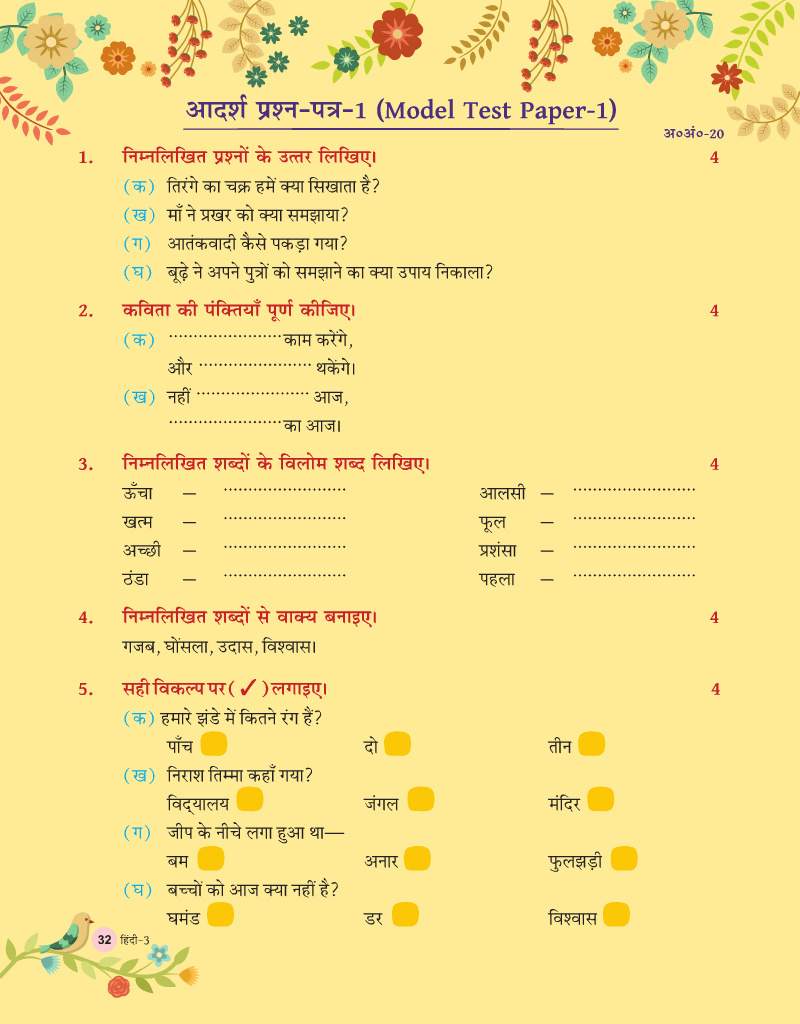 आदर्श प्रश्न-पत्र-1 (Model Test Paper-1)
अ०अं०-20
1. निम्नलिखित प्रश्नों के उत्तर लिखिए। 4
(क) तिरंगे का चक्र हमें क्या सिखाता है?
(ख) माँ ने प्रखर को क्या समझाया?
(ग) आतंकवादी कैसे पकड़ा गया?
(घ) बूढ़े ने अपने पुत्रों को समझाने का क्या उपाय निकाला?
2. कविता की पंक्तियाँ पूर्ण कीजिए। 4
(क) ....................... काम करेंगे,
और ....................... थकेंगे।
(ख) नहीं ....................... आज,
....................... का आज।
3. निम्नलिखित शब्दों के विलोम शब्द लिखिए। 4
ऊँचा – ......................... आलसी – .........................
खत्म – ......................... फूल – .........................
अच्छी – ......................... प्रशंसा – .........................
ठंडा – ......................... पहला – .........................
4. निम्नलिखित शब्दों से वाक्य बनाइए। 4
गजब, घोंसला, उदास, विश्वास।
5. सही विकल्प पर (✓) लगाइए। 4
(क) हमारे झंडे में कितने रंग हैं?
पाँच दो तीन
(ख) निराश तिम्मा कहाँ गया?
विद्यालय जंगल मंदिर
(ग) जीप के नीचे लगा हुआ था—
बम अनार फुलझड़ी
(घ) बच्चों को आज क्या नहीं है?
घमंड डर विश्वास
32 हिंदी-3